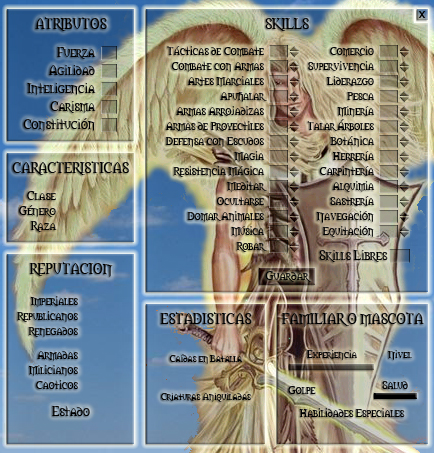 ATRIBUTOS
Fuerza
Agilidad
Inteligencia
Carisma
Constitución
CARACTERISTICAS
Clase
Género
Raza
REPUTACION
Imperiales
Republicanos
Renegados
Armadas
Milicianos
Caoticos
Estado
SKILLS
X
Tácticas de Combate
Combate con Armas
Artes Marciales
Apuñalar
Armas Arrojadizas
Armas de Proyectiles
Defensa con Escudos
Magia
Resistencia Mágica
Meditar
Ocultarse
Domar Animales
Musica
Robar
Comercio
Supervivencia
Liderazgo
Pesca
Minería
Talar Árboles
Botánica
Herrería
Carpintería
Alquimia
Sastrería
Navegación
Equitación
Skills Libres
Guardar
ESTADISTICAS
Caídas en Batalla
Criaturas Aniquiladas
FAMILIAR O MASCOTA
Experiencia
Nivel
Golpe
Salud
Habilidades Especiales